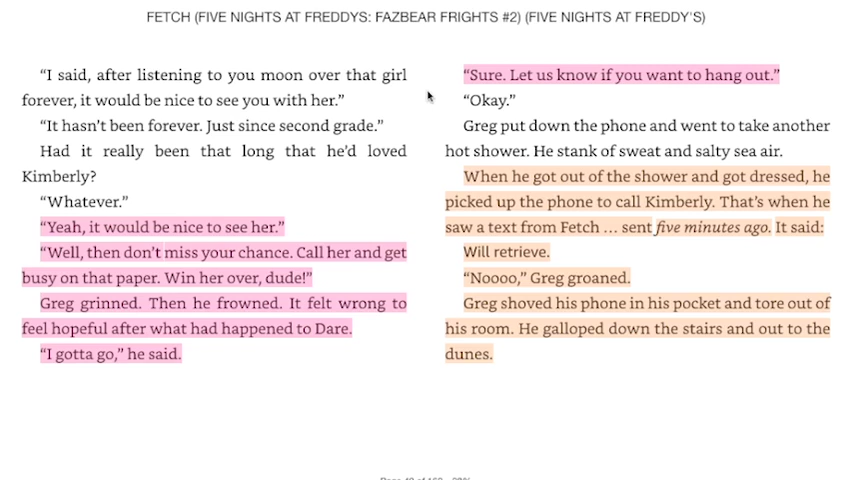 FETCH (FIVE NIGHTS AT FREDDYS: FAZBEAR FRIGHTS #2) (FIVE NIGHTS AT FREDDY'S)
“I said, after listening to you moon over that girl
forever, it would be nice to see you with her.”
“It hasn’t been forever. Just since second grade.”
Had it really been that long that he’d loved
Kimberly?
“Whatever.”
“Yeah, it would be nice to see her.”
“Well, then don’t miss your chance. Call her and get
busy on that paper. Win her over, dude!”
Greg grinned. Then he frowned. It felt wrong to
feel hopeful after what had happened to Dare.
“I gotta go,” he said.
“Sure. Let us know if you want to hang out.”
“Okay.”
Greg put down the phone and went to take another
hot shower. He stank of sweat and salty sea air.
When he got out of the shower and got dressed, he
picked up the phone to call Kimberly. That’s when he
saw a text from Fetch … sent five minutes ago. It said:
Will retrieve.
“Noooo,” Greg groaned.
Greg shoved his phone in his pocket and tore out of
his room. He galloped down the stairs and out to the
dunes.